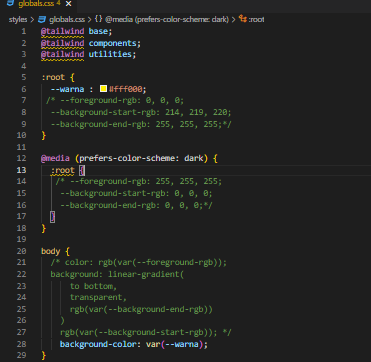 globals.css 4 ×
styles > globals.css > {} @media (prefers-color-scheme: dark) > :root
1 @tailwind base;
2 @tailwind components;
3 @tailwind utilities;
4
5 :root {
6 --warna : #fff000;
7 /* --foreground-rgb: 0, 0, 0;
8 --background-start-rgb: 214, 219, 220;
9 --background-end-rgb: 255, 255, 255;*/
10 }
11
12 @media (prefers-color-scheme: dark) {
13 :root {
14 /* --foreground-rgb: 255, 255, 255;
15 --background-start-rgb: 0, 0, 0;
16 --background-end-rgb: 0, 0, 0;*/
17 }
18 }
19
20 body {
21 /* color: rgb(var(--foreground-rgb));
22 background: linear-gradient(
23 to bottom,
24 transparent,
25 rgb(var(--background-end-rgb))
26 )
27 rgb(var(--background-start-rgb)); */
28 background-color: var(--warna);
29 }